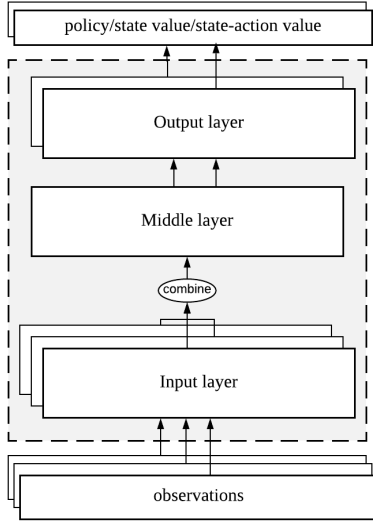 policy/state value/state-action value
Output layer
Middle layer
combine
Input layer
observations